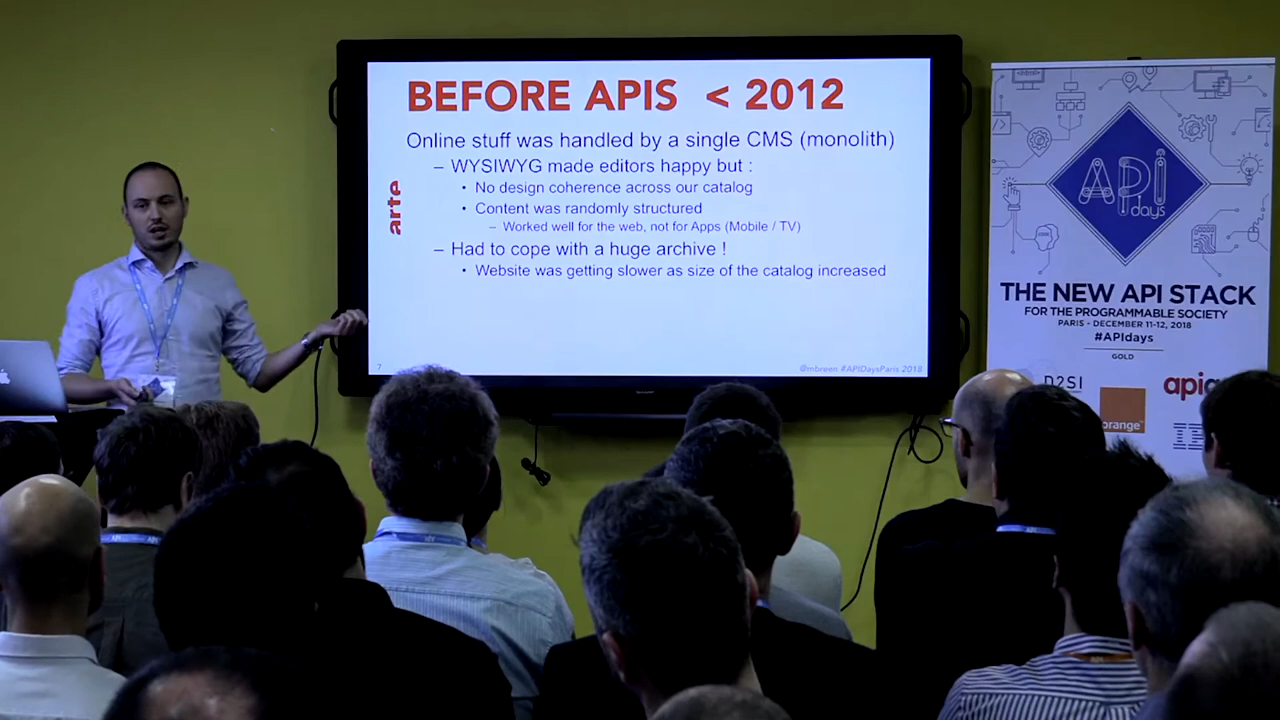 BEFORE APIS < 2012
Online stuff was handled by a single CMS (monolith)
– WYSIWYG made editors happy but :
• No design coherence across our catalog
• Content was randomly structured
– Worked well for the web, not for Apps (Mobile / TV)
– Had to cope with a huge archive !
• Website was getting slower as size of the catalog increased
arte
7
@mbreen #APIDaysParis 2018
API
days
THE NEW API STACK
FOR THE PROGRAMMABLE SOCIETY
PARIS - DECEMBER 11-12, 2018
#APIdays
GOLD
orange™
IBM